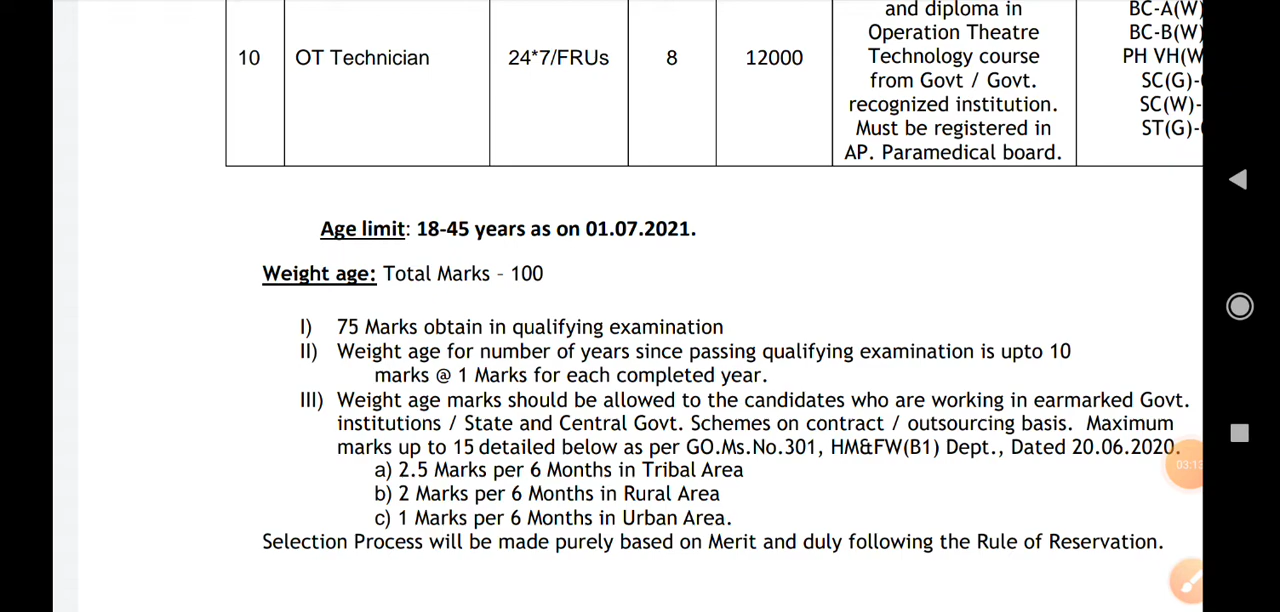 and diploma in
Operation Theatre
Technology course
from Govt / Govt.
recognized institution.
Must be registered in
AP. Paramedical board.
10 OT Technician 24*7/FRUs 8 12000
BC-A(W)
BC-B(W)
PH VH(W
SC(G)-
SC(W)-
ST(G)-
Age limit: 18-45 years as on 01.07.2021.
Weight age: Total Marks - 100
I) 75 Marks obtain in qualifying examination
II) Weight age for number of years since passing qualifying examination is upto 10
marks @ 1 Marks for each completed year.
III) Weight age marks should be allowed to the candidates who are working in earmarked Govt.
institutions / State and Central Govt. Schemes on contract / outsourcing basis. Maximum
marks up to 15 detailed below as per GO.Ms.No.301, HM&FW(B1) Dept., Dated 20.06.2020.
a) 2.5 Marks per 6 Months in Tribal Area
b) 2 Marks per 6 Months in Rural Area
c) 1 Marks per 6 Months in Urban Area.
Selection Process will be made purely based on Merit and duly following the Rule of Reservation.